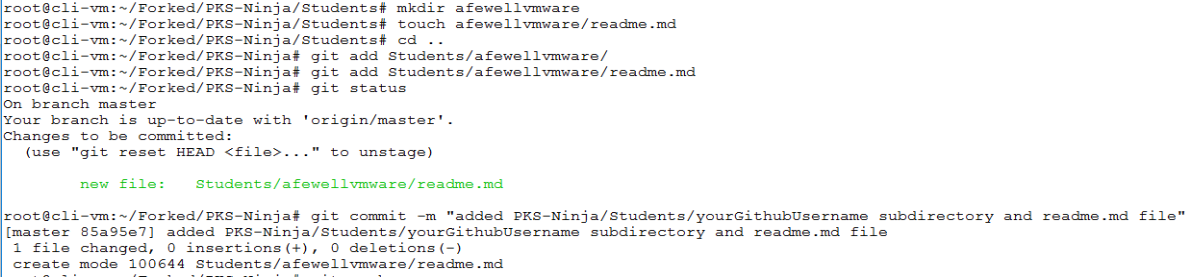 root@cli-vm:~/Forked/PKS-Ninja/Students# mkdir afewellvmware
root@cli-vm:~/Forked/PKS-Ninja/Students# touch afewellvmware/readme.md
root@cli-vm:~/Forked/PKS-Ninja/Students# cd ..
root@cli-vm:~/Forked/PKS-Ninja# git add Students/afewellvmware/
root@cli-vm:~/Forked/PKS-Ninja# git add Students/afewellvmware/readme.md
root@cli-vm:~/Forked/PKS-Ninja# git status
On branch master
Your branch is up-to-date with 'origin/master'.
Changes to be committed:
  (use "git reset HEAD <file>..." to unstage)
        new file:   Students/afewellvmware/readme.md
root@cli-vm:~/Forked/PKS-Ninja# git commit -m "added PKS-Ninja/Students/yourGithubUsername subdirectory and readme.md file"
[master 85a95e7] added PKS-Ninja/Students/yourGithubUsername subdirectory and readme.md file
 1 file changed, 0 insertions(+), 0 deletions(-)
 create mode 100644 Students/afewellvmware/readme.md